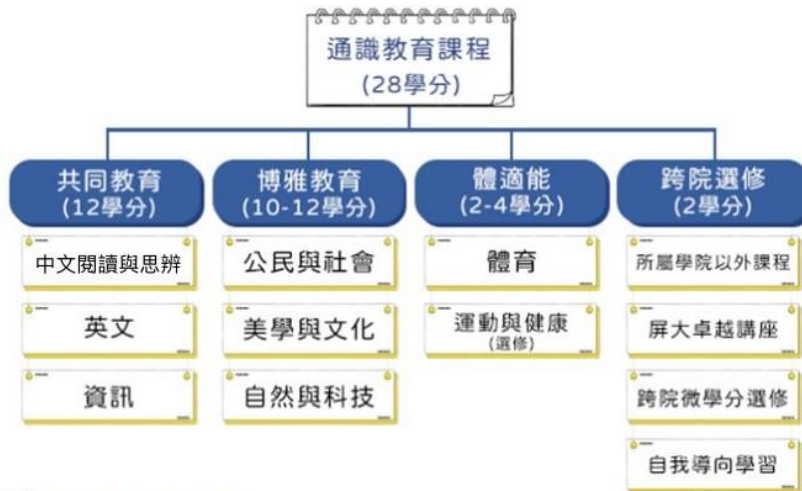 通識教育課程
(28學分)
共同教育
(12學分)
博雅教育
(10-12學分)
體適能
(2-4學分)
跨院選修
(2學分)
中文閱讀與思辨
公民與社會
體育
所屬學院以外課程
英文
美學與文化
運動與健康
(選修)
屏大卓越講座
資訊
自然與科技
跨院微學分選修
自我導向學習